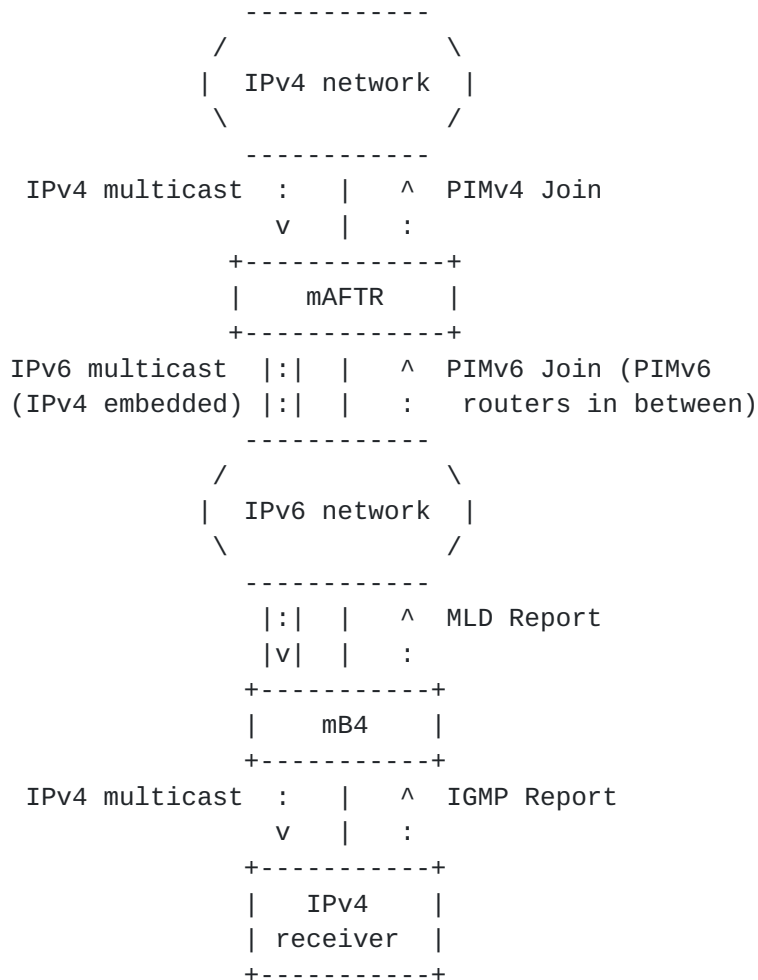 IPv4 network
IPv4 multicast : | ^ PIMv4 Join
v | :
mAFTR
IPv6 multicast |:| | ^ PIMv6 Join (PIMv6
(IPv4 embedded) |:| | : routers in between)
IPv6 network
|:| | ^ MLD Report
|v| | :
mB4
IPv4 multicast : | ^ IGMP Report
v | :
IPv4
receiver